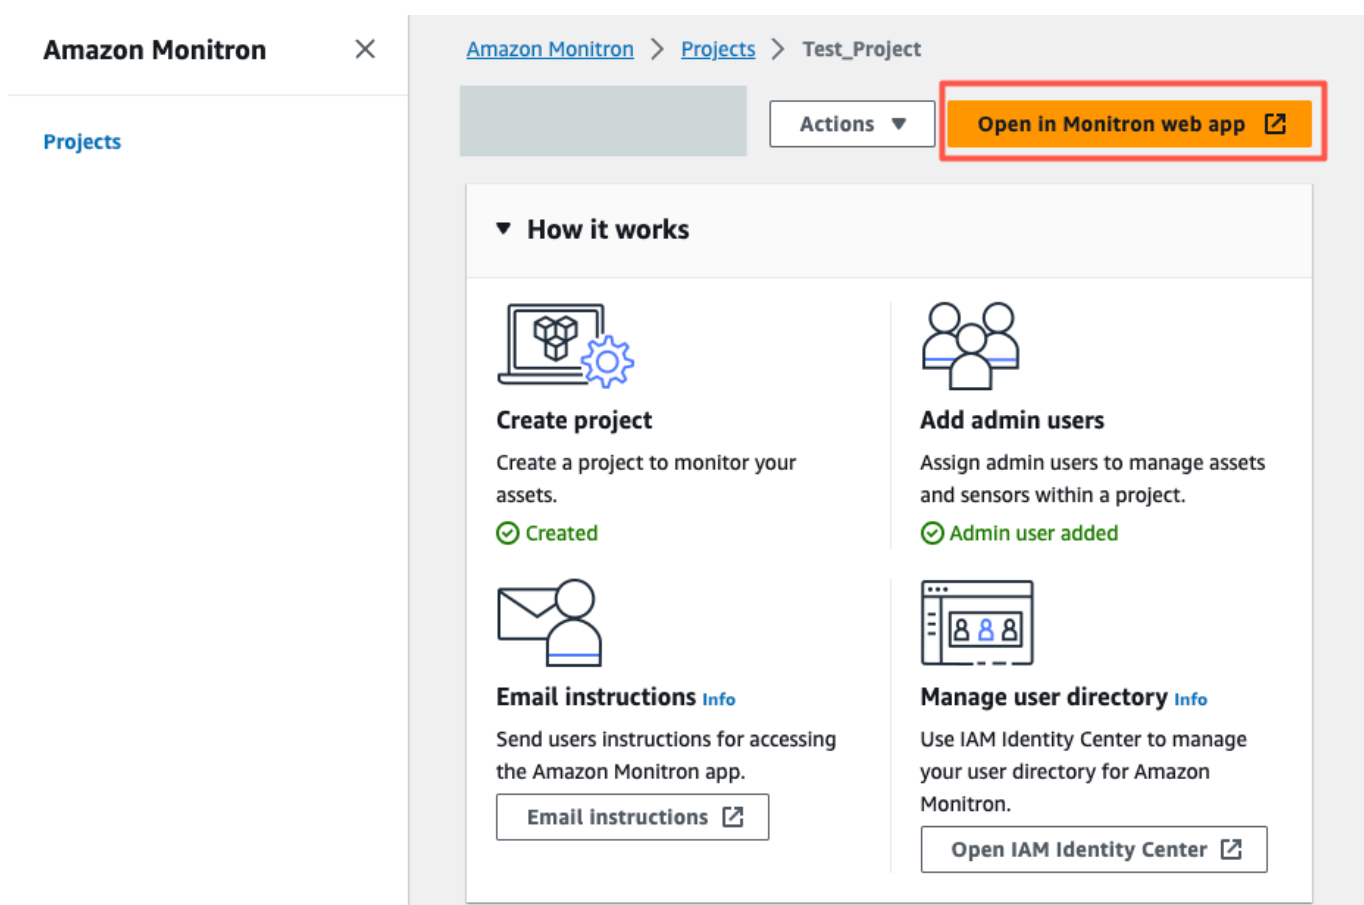 Amazon Monitron
Projects
Amazon Monitron > Projects > Test_Project
Actions
Open in Monitron web app
How it works
Create project
Create a project to monitor your
assets.
Created
Add admin users
Assign admin users to manage assets
and sensors within a project.
Admin user added
Email instructions Info
Send users instructions for accessing
the Amazon Monitron app.
Email instructions
Manage user directory Info
Use IAM Identity Center to manage
your user directory for Amazon
Monitron.
Open IAM Identity Center